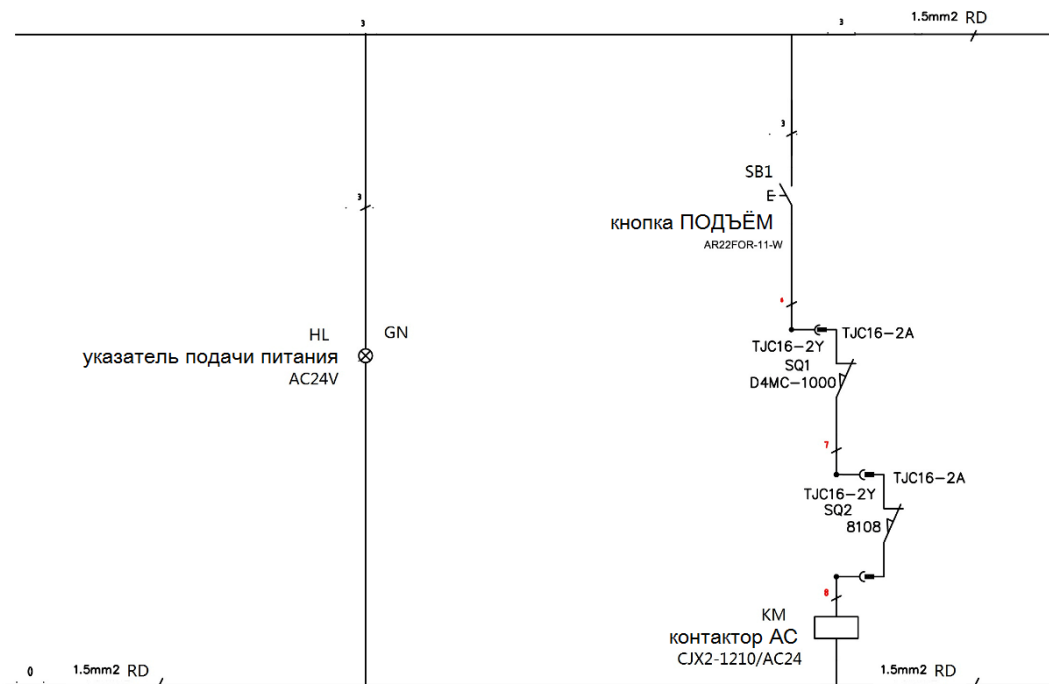 3
3
1.5mm2 RD
3
SB1
E
кнопка ПОДЪЁМ
AR22FOR-11-W
3
6
HL
GN
указатель подачи питания
AC24V
TJC16-2A
TJC16-2Y
SQ1
D4MC-1000
7
TJC16-2A
TJC16-2Y
SQ2
8108
8
KM
контактор AC
CJX2-1210/AC24
0
1.5mm2 RD
1.5mm2 RD